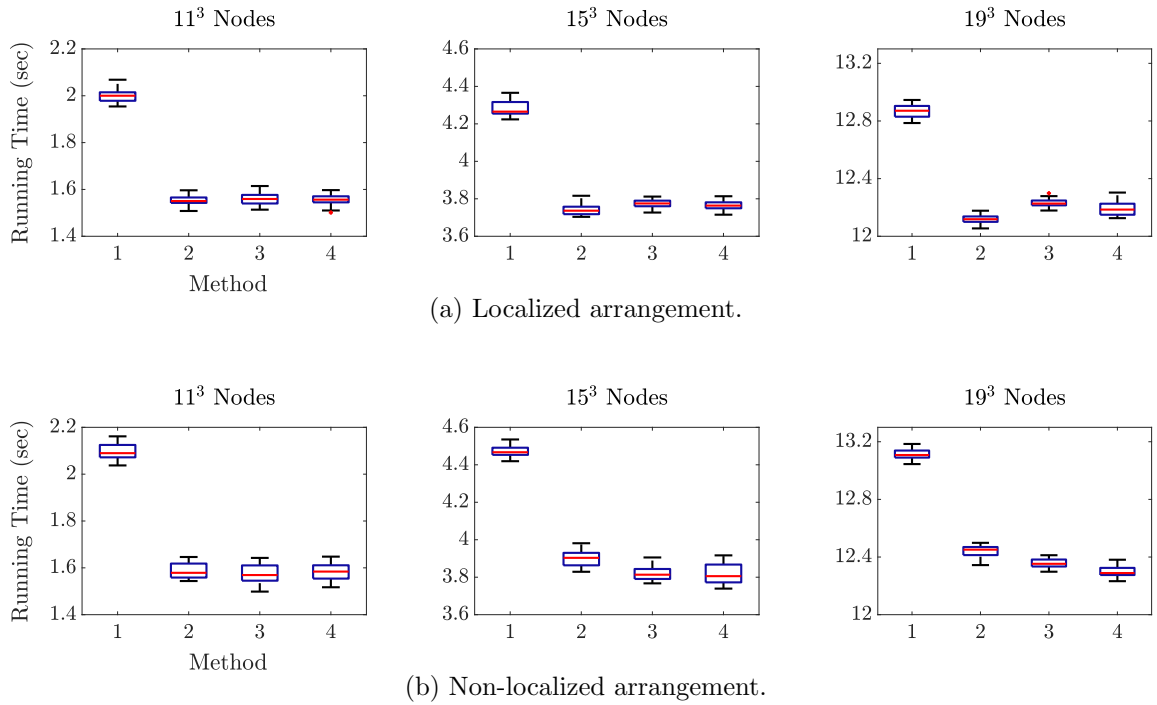 11³ Nodes
15³ Nodes
19³ Nodes
Running Time (sec)
2.2
2
1.8
1.6
1.4
1 2 3 4
Method
4.6
4.4
4.2
4
3.8
3.6
1 2 3 4
13.2
12.8
12.4
12
1 2 3 4
(a) Localized arrangement.
11³ Nodes
15³ Nodes
19³ Nodes
Running Time (sec)
2.2
2
1.8
1.6
1.4
1 2 3 4
Method
4.6
4.4
4.2
4
3.8
3.6
1 2 3 4
13.2
12.8
12.4
12
1 2 3 4
(b) Non-localized arrangement.